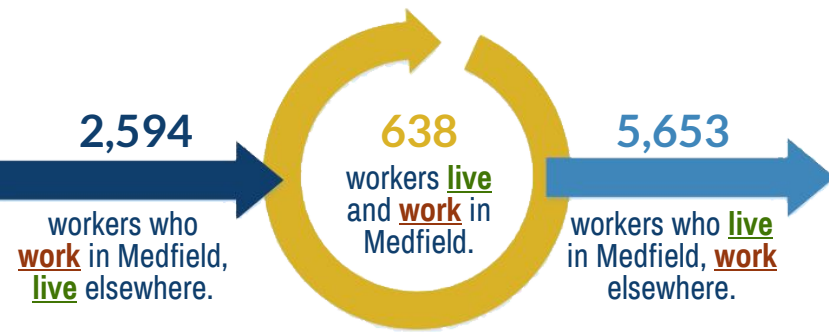 2,594
workers who
work in Medfield,
live elsewhere.
638
workers live
and work in
Medfield.
5,653
workers who live
in Medfield, work
elsewhere.